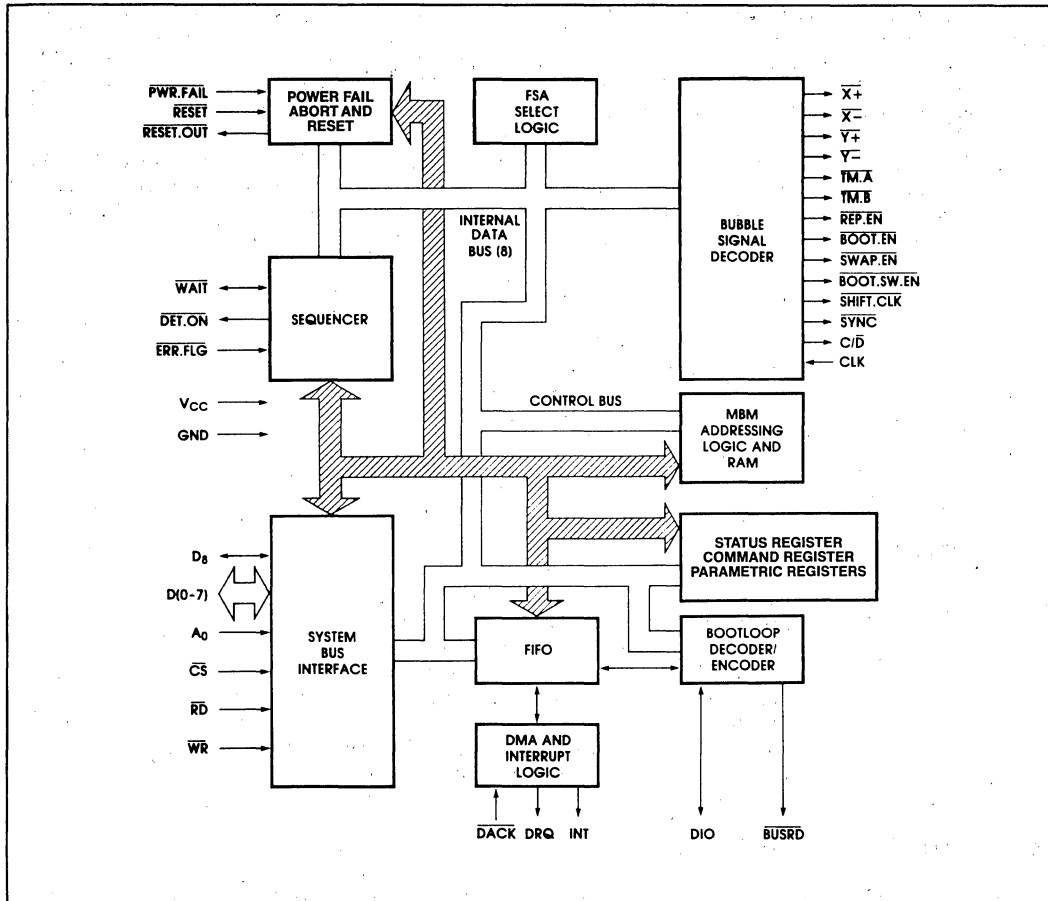 PWR.FAIL
RESET
RESET.OUT
POWER FAIL
ABORT AND
RESET
FSA
SELECT
LOGIC
BUBBLE
SIGNAL
DECODER
X+
X-
Y+
Y-
TM.A
TM.B
REP.EN
BOOT.EN
SWAP.EN
BOOT.SW.EN
SHIFT.CLK
SYNC
C/D
CLK
INTERNAL
DATA
BUS (8)
WAIT
DET.ON
ERR.FLG
SEQUENCER
VCC
GND
CONTROL BUS
MBM
ADDRESSING
LOGIC AND
RAM
STATUS REGISTER
COMMAND REGISTER
PARAMETRIC REGISTERS
D8
D(0-7)
A0
CS
RD
WR
SYSTEM
BUS
INTERFACE
FIFO
BOOTLOOP
DECODER/
ENCODER
DMA AND
INTERRUPT
LOGIC
DACK DRQ INT
DIO
BUSRD